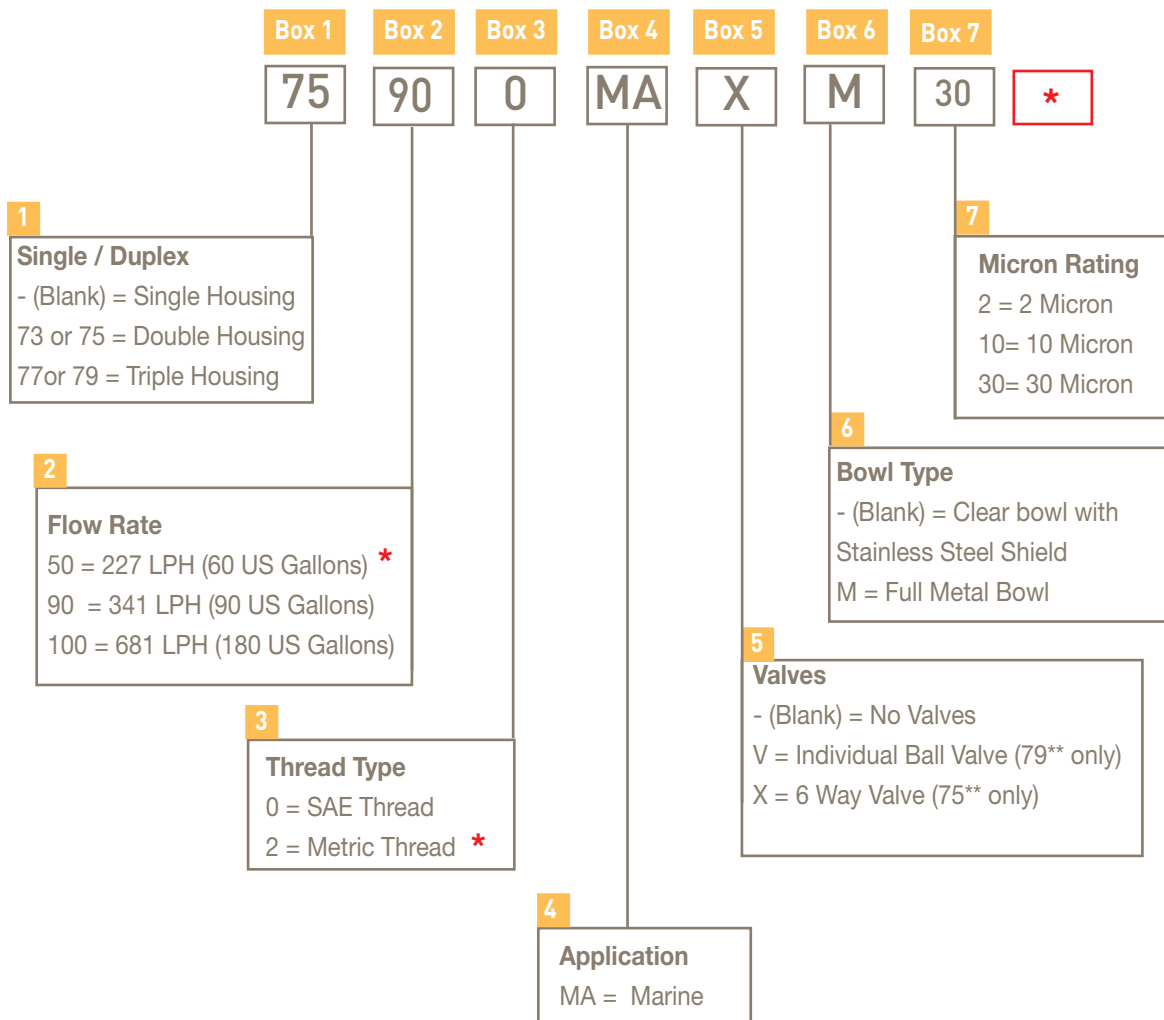 Box 1 Box 2 Box 3 Box 4 Box 5 Box 6 Box 7
75 90 0 MA X M 30 *
1
Single / Duplex
- (Blank) = Single Housing
73 or 75 = Double Housing
77or 79 = Triple Housing
2
Flow Rate
50 = 227 LPH (60 US Gallons) *
90 = 341 LPH (90 US Gallons)
100 = 681 LPH (180 US Gallons)
3
Thread Type
0 = SAE Thread
2 = Metric Thread *
4
Application
MA = Marine
5
Valves
- (Blank) = No Valves
V = Individual Ball Valve (79** only)
X = 6 Way Valve (75** only)
6
Bowl Type
- (Blank) = Clear bowl with
Stainless Steel Shield
M = Full Metal Bowl
7
Micron Rating
2 = 2 Micron
10= 10 Micron
30= 30 Micron